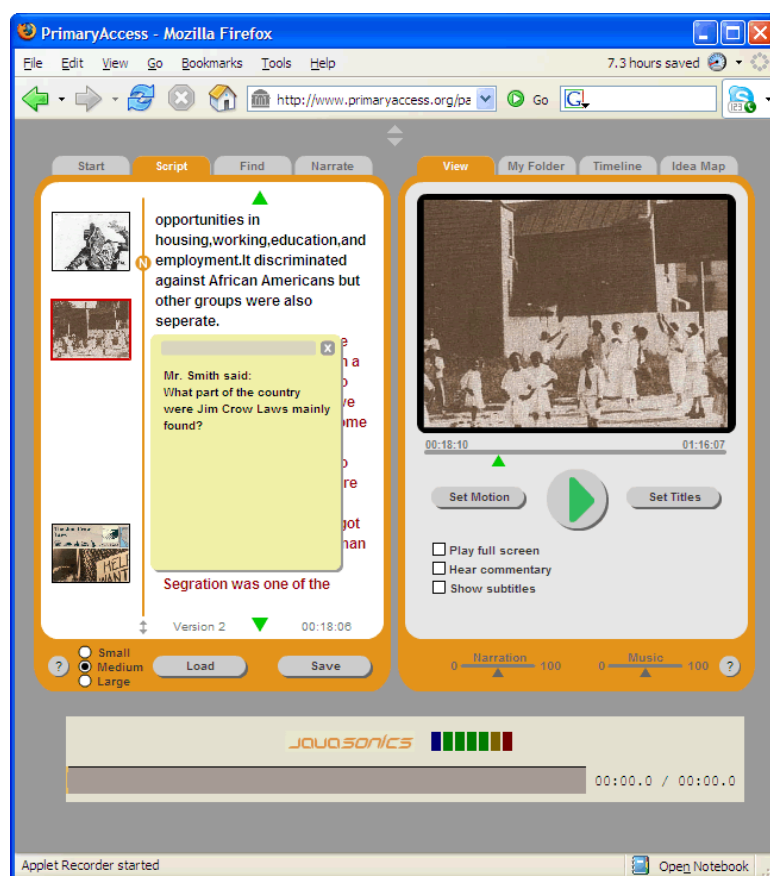 PrimaryAccess - Mozilla Firefox
File Edit View Go Bookmarks Tools Help 7.3 hours saved
http://www.primaryaccess.org/pa Go G 123
Start Script Find Narrate
View My Folder Timeline Idea Map
opportunities in
housing,working,education,and
N employment.It discriminated
against African Americans but
other groups were also
seperate.
Mr. Smith said:
What part of the country
were Jim Crow Laws mainly
found?
Segration was one of the
Version 2 00:18:06
Small
Medium
Large
? Load Save
00:18:10 01:16:07
Set Motion Set Titles
Play full screen
Hear commentary
Show subtitles
Narration Music
0 100 0 100 ?
javasonics
00:00.0 / 00:00.0
Applet Recorder started Open Notebook